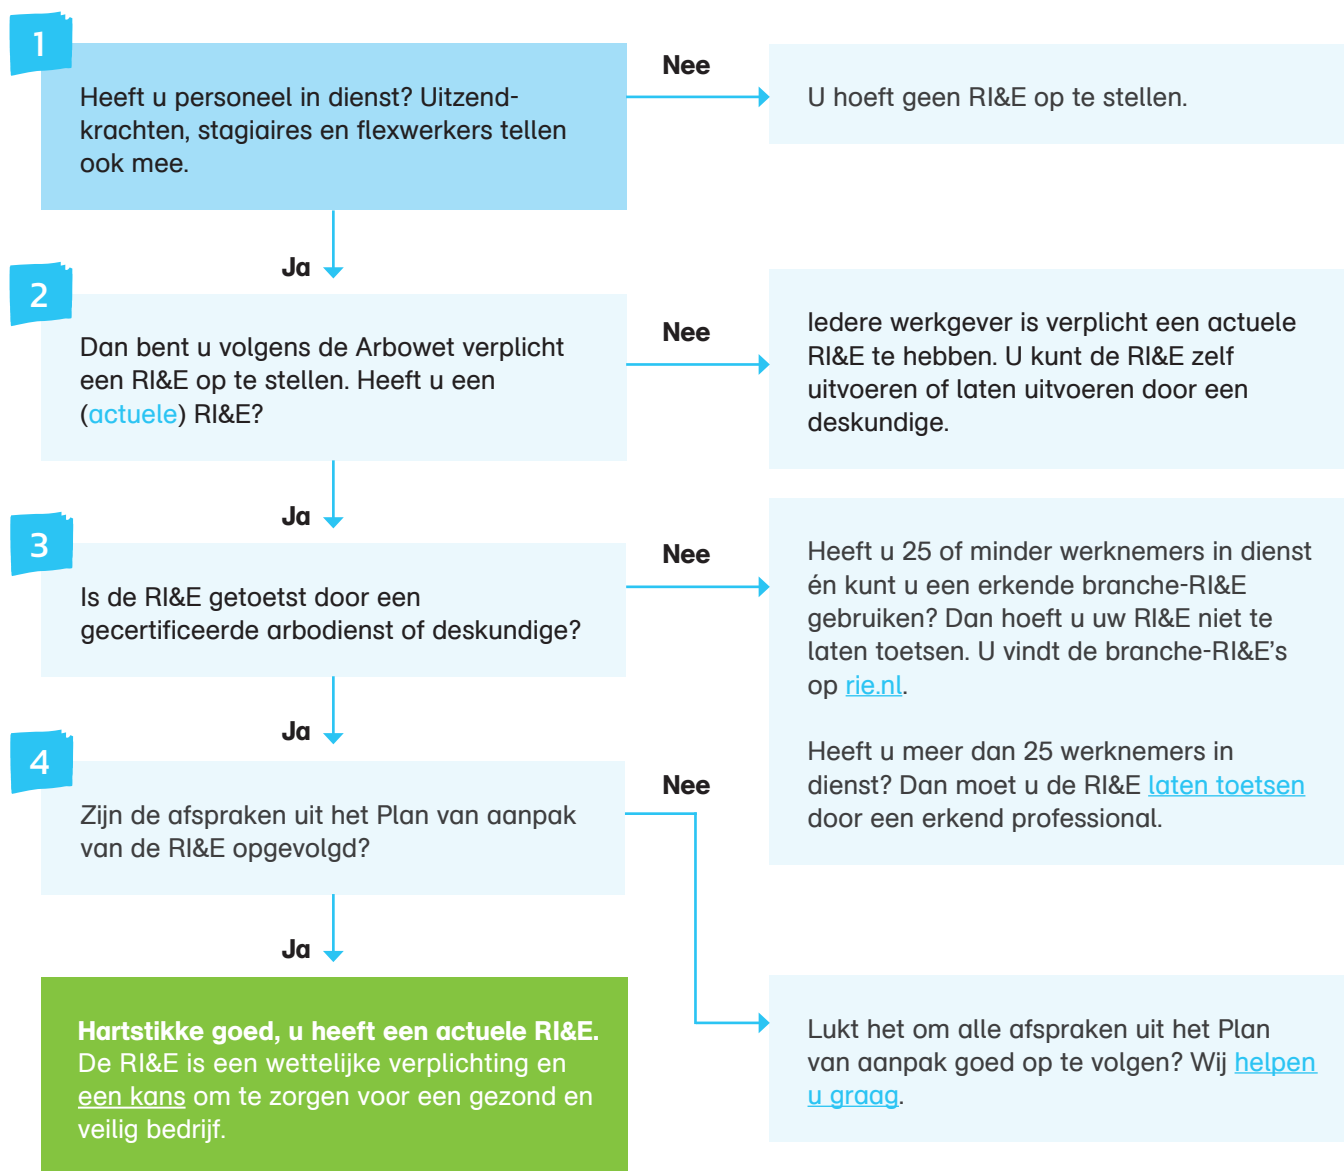 1
Heeft u personeel in dienst? Uitzend-
krachten, stagiaires en flexwerkers tellen
ook mee.
Nee
U hoeft geen RI&E op te stellen.
Ja
2
Dan bent u volgens de Arbowet verplicht
een RI&E op te stellen. Heeft u een
(actuele) RI&E?
Nee
Iedere werkgever is verplicht een actuele
RI&E te hebben. U kunt de RI&E zelf
uitvoeren of laten uitvoeren door een
deskundige.
Ja
3
Is de RI&E getoetst door een
gecertificeerde arbodienst of deskundige?
Nee
Heeft u 25 of minder werknemers in dienst
én kunt u een erkende branche-RI&E
gebruiken? Dan hoeft u uw RI&E niet te
laten toetsen. U vindt de branche-RI&E's
op rie.nl.
Heeft u meer dan 25 werknemers in
dienst? Dan moet u de RI&E laten toetsen
door een erkend professional.
Ja
4
Zijn de afspraken uit het Plan van aanpak
van de RI&E opgevolgd?
Nee
Lukt het om alle afspraken uit het Plan
van aanpak goed op te volgen? Wij helpen
u graag.
Ja
Hartstikke goed, u heeft een actuele RI&E.
De RI&E is een wettelijke verplichting en
een kans om te zorgen voor een gezond en
veilig bedrijf.